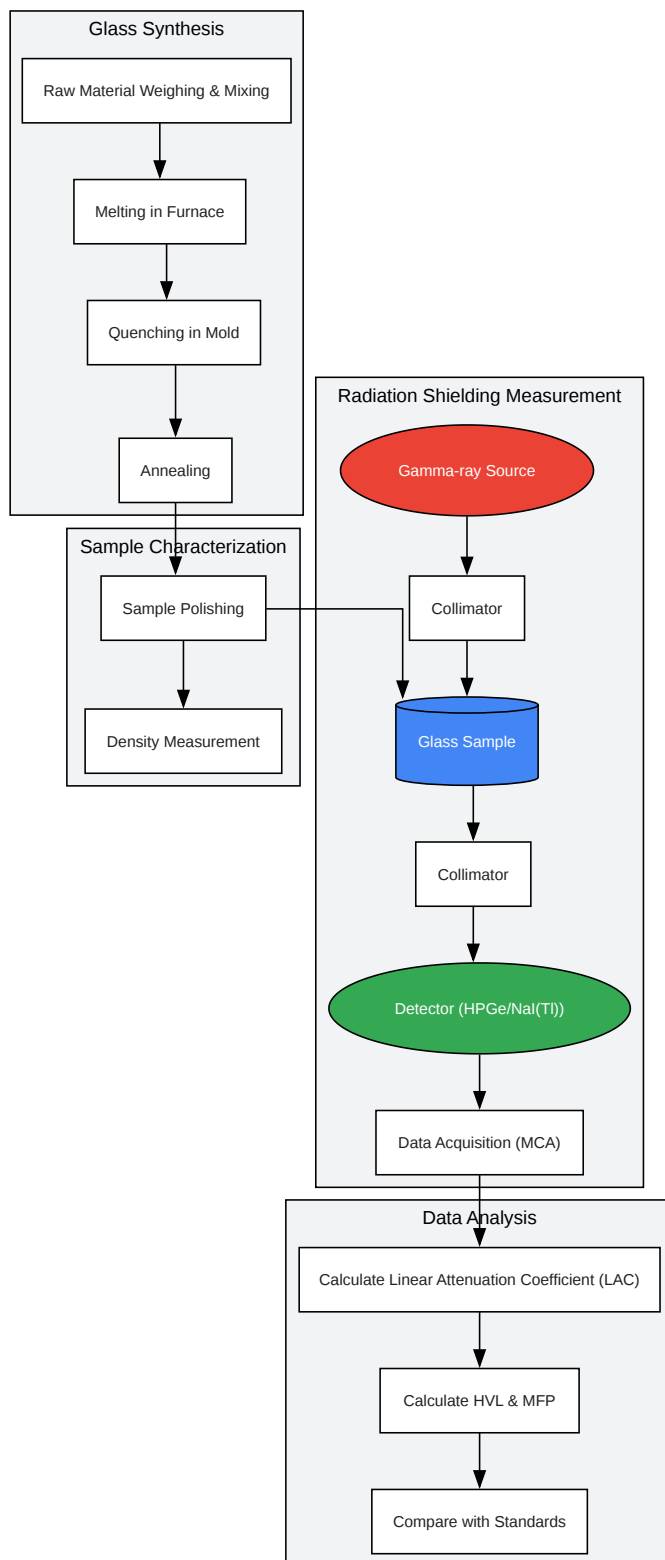 Glass Synthesis
Raw Material Weighing & Mixing
Melting in Furnace
Quenching in Mold
Annealing
Sample Characterization
Sample Polishing
Density Measurement
Radiation Shielding Measurement
Gamma-ray Source
Collimator
Glass Sample
Collimator
Detector (HPGe/NaI(Tl))
Data Acquisition (MCA)
Data Analysis
Calculate Linear Attenuation Coefficient (LAC)
Calculate HVL & MFP
Compare with Standards